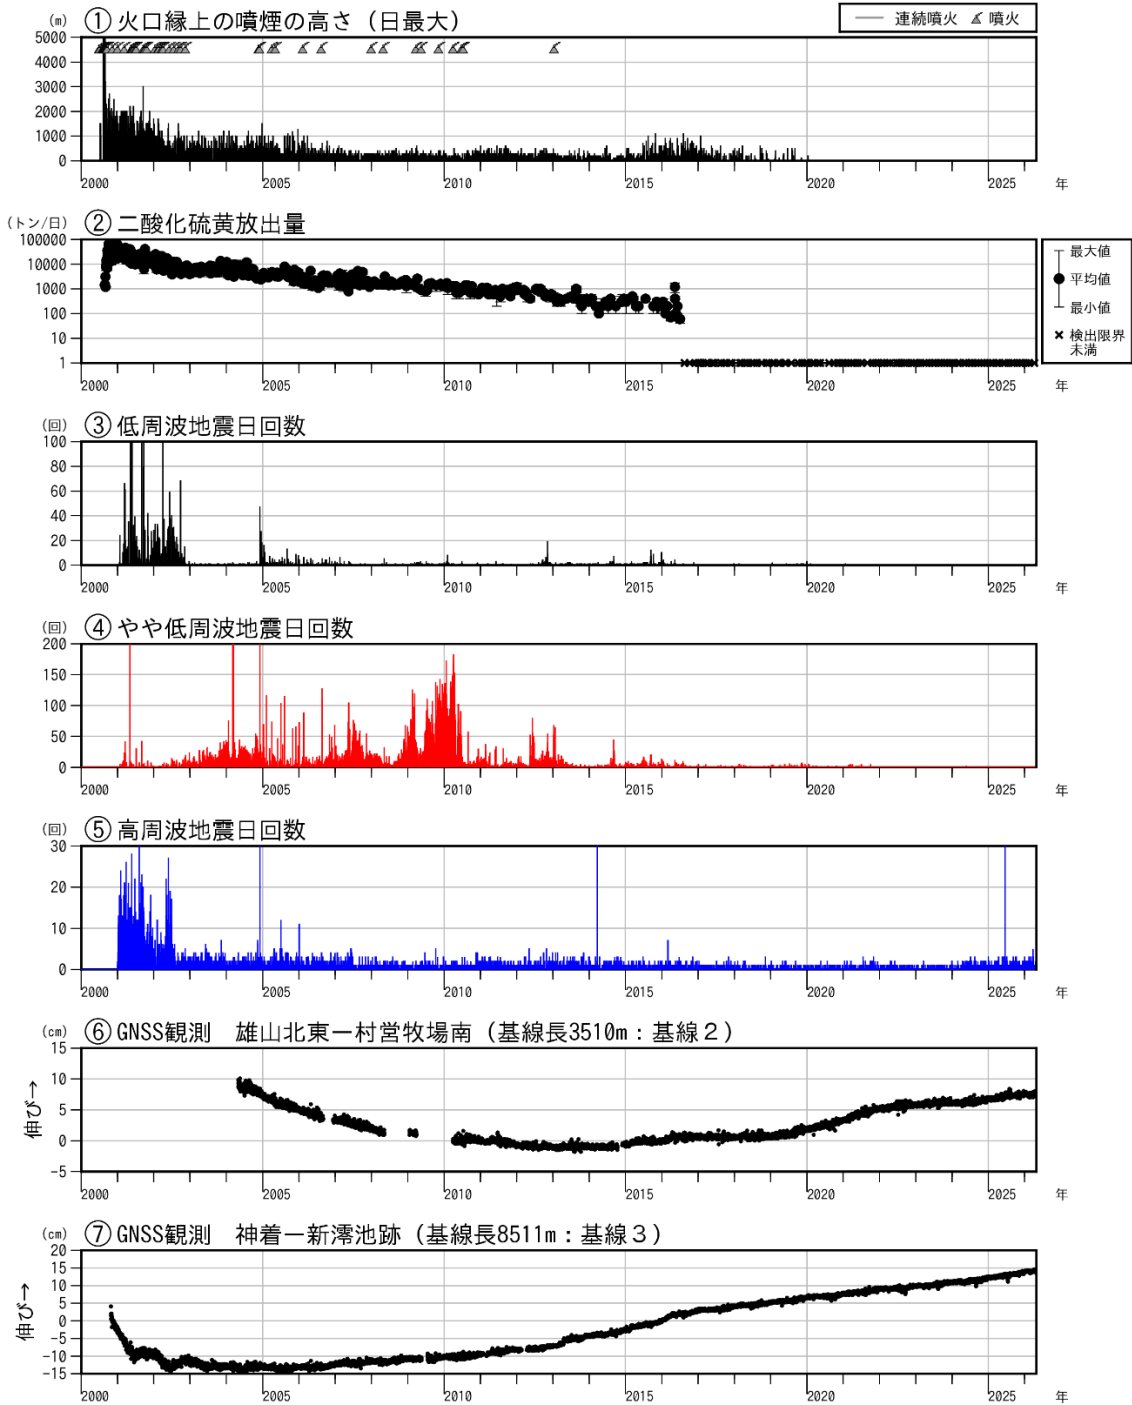 (m) ①火口縁上の噴煙の高さ（日最大）
連続噴火 噴火
5000
4000
3000
2000
1000
0
2000 2005 2010 2015 2020 2025 年
(トン/日) ②二酸化硫黄放出量
100000
10000
1000
100
10
1
最大値
平均値
最小値
検出限界
未満
2000 2005 2010 2015 2020 2025 年
(回) ③低周波地震日回数
100
80
60
40
20
0
2000 2005 2010 2015 2020 2025 年
(回) ④やや低周波地震日回数
200
150
100
50
0
2000 2005 2010 2015 2020 2025 年
(回) ⑤高周波地震日回数
30
20
10
0
2000 2005 2010 2015 2020 2025 年
(cm) ⑥GNSS観測 雄山北東ー村営牧場南（基線長3510m：基線２）
伸び→
15
10
5
0
-5
2000 2005 2010 2015 2020 2025 年
(cm) ⑦GNSS観測 神着ー新澪池跡（基線長8511m：基線３）
伸び→
20
15
10
5
0
-5
-10
-15
2000 2005 2010 2015 2020 2025 年